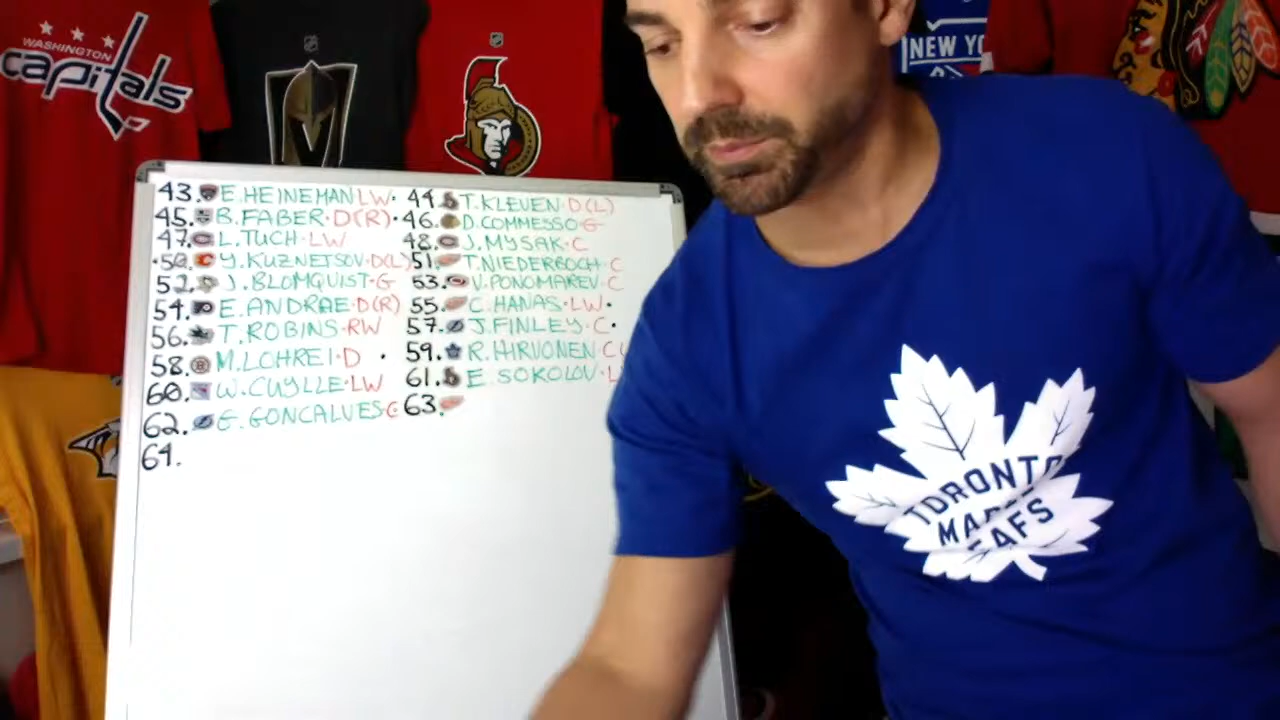 WASHINGTON
capitals
NEW YO
43. E. HEINEMAN LW • 44. T. KLEVEN • D(L)
45. B. FABER • D(R) • 46. D. COMMESSO • G
47. L. TUCH • LW 48. J. MYSAK • C
•50. Y. KUZNETSOV • D(L) 51. T. NIEDERBOCH C
52. J. BLOMQUIST • G 53. V. PONOMAREV • C
54. E. ANDRAE • D(R) 55. C. HANAS • LW •
56. T. ROBINS • RW 57. J. FINLEY • C •
58. M. LOHREI • D • 59. R. HIRVONEN C
60. W. CUYLLE • LW 61. E. SOKOLOV • L
62. G. GONCALVES C 63.
64.
TORONTO
MAPLE
LEAFS